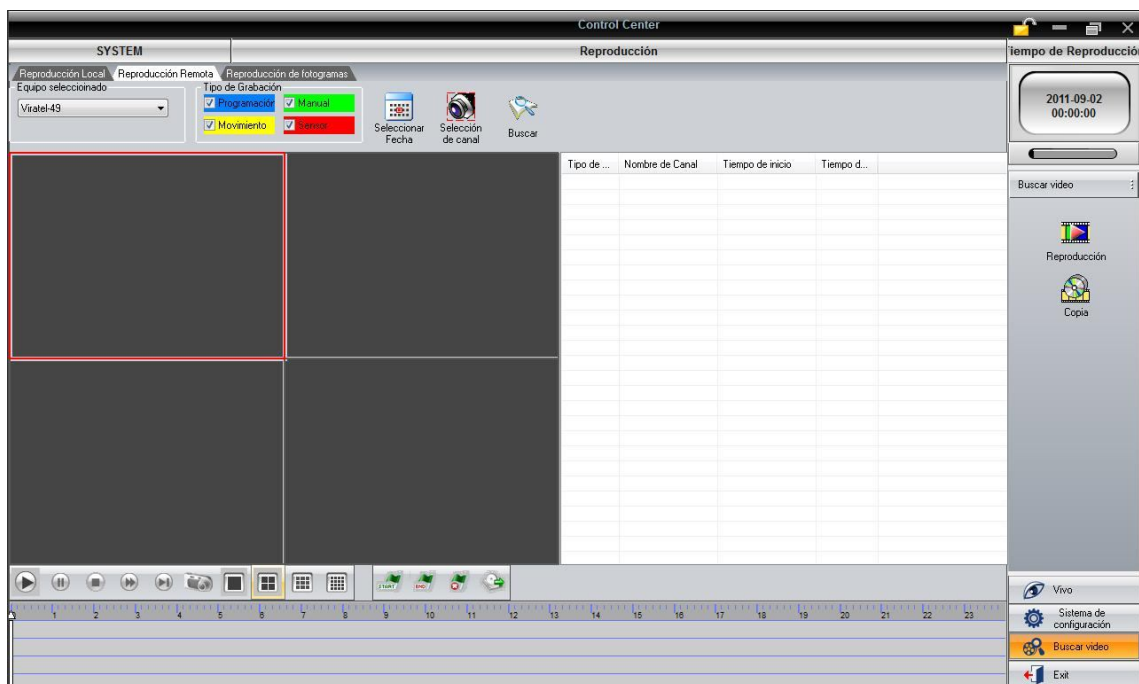 Control Center
SYSTEM
Reproducción
Tiempo de Reproducció
Reproducción Local
Reproducción Remota
Reproducción de fotogramas
Equipo seleccioinado
Viratel-49
Tipo de Grabación
Programación
Manual
Movimiento
Sensor
Seleccionar
Fecha
Selección
de canal
Buscar
2011-09-02
00:00:00
Tipo de ...
Nombre de Canal
Tiempo de inicio
Tiempo d...
Buscar video
Reproducción
Copia
START
END
1 2 3 4 5 6 7 8 9 10 11 12 13 14 15 16 17 18 19 20 21 22 23
Vivo
Sistema de
configuración
Buscar video
Exit